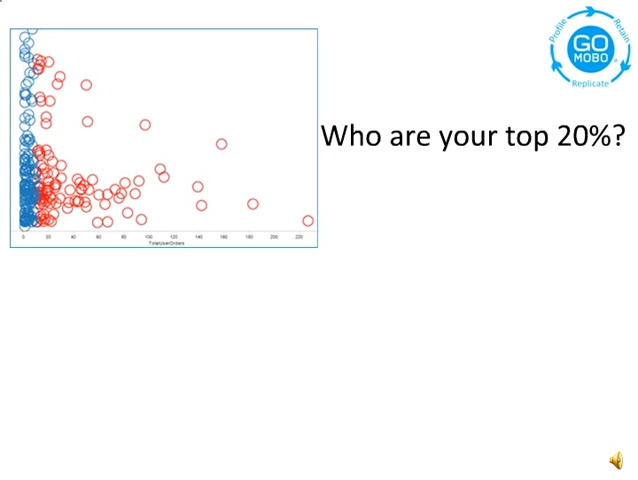 Profile
Retain
GO
MOBO
Replicate
Who are your top 20%?
0 20 40 60 80 100 120 140 160 180 200 220
TotalUserOrders